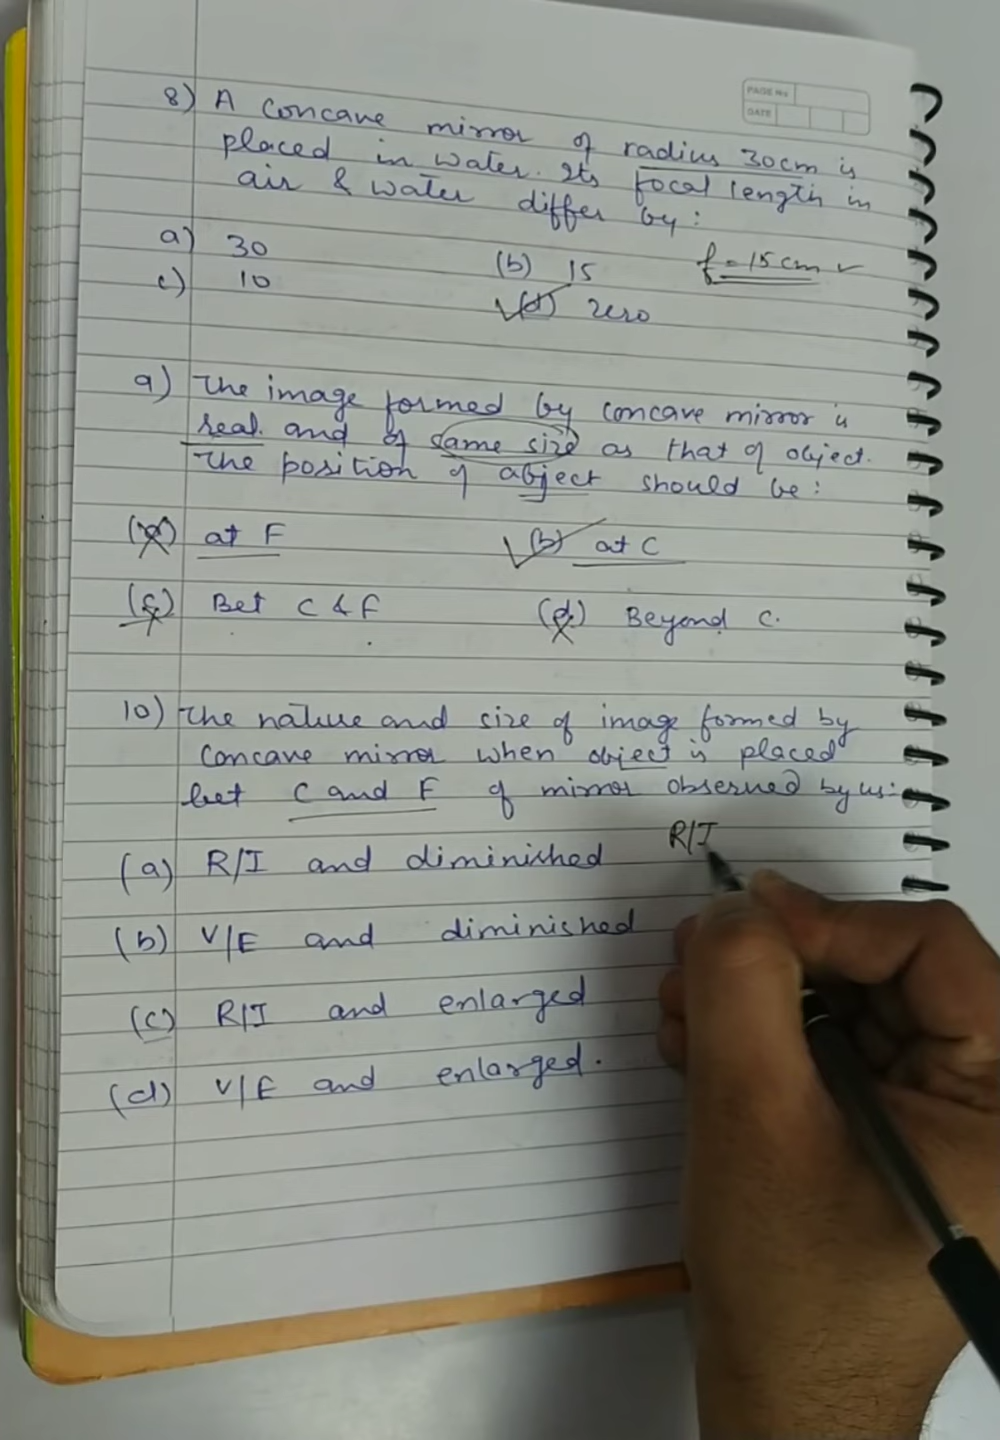 PAGE No
DATE
8) A concave mirror of radius 30cm is
placed in water. Its focal length in
air & water differ by:
a) 30
(b) 15
f = 15cm
c) 10
(d) zero
9) The image formed by concave mirror is
real and of same size as that of object.
The position of object should be:
(a) at F
(b) at C
(c) Bet C & F
(d) Beyond C.
10) The nature and size of image formed by
concave mirror when object is placed
bet C and F of mirror observed by us:
R/I
(a) R/I and diminished
(b) V/E and diminished
(c) R/I and enlarged
(d) V/E and enlarged.